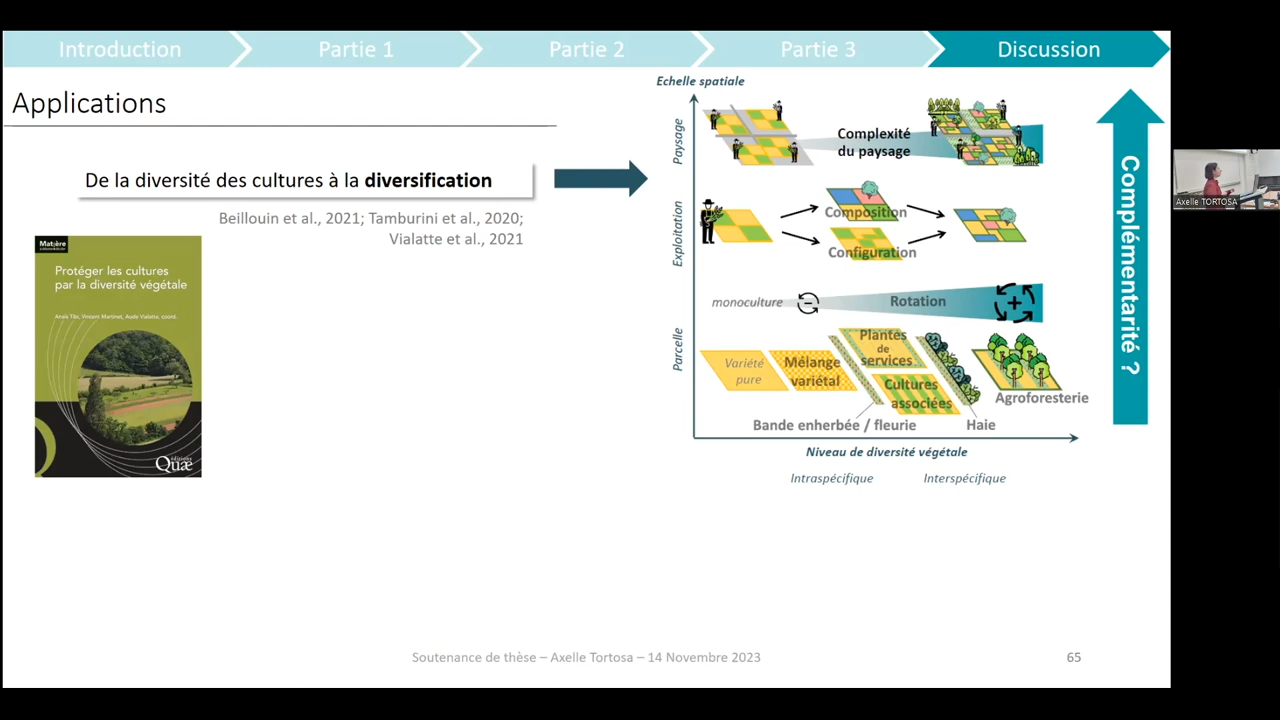 Introduction
Partie 1
Partie 2
Partie 3
Discussion
Applications
De la diversité des cultures à la diversification
Beillouin et al., 2021; Tamburini et al., 2020;
Vialatte et al., 2021
Matière
Protéger les cultures
par la diversité végétale
Anaïs Tibi, Vincent Martinet, Aude Vialatte, coord.
éditions
Quæ
Echelle spatiale
Paysage
Complexité
du paysage
Exploitation
Composition
Configuration
Parcelle
monoculture
Rotation
Variété
pure
Mélange
variétal
Plantes
de
services
Cultures
associées
Agroforesterie
Bande enherbée / fleurie
Haie
Niveau de diversité végétale
Intraspécifique
Interspécifique
Complémentarité ?
Axelle TORTOSA
Soutenance de thèse – Axelle Tortosa – 14 Novembre 2023
65